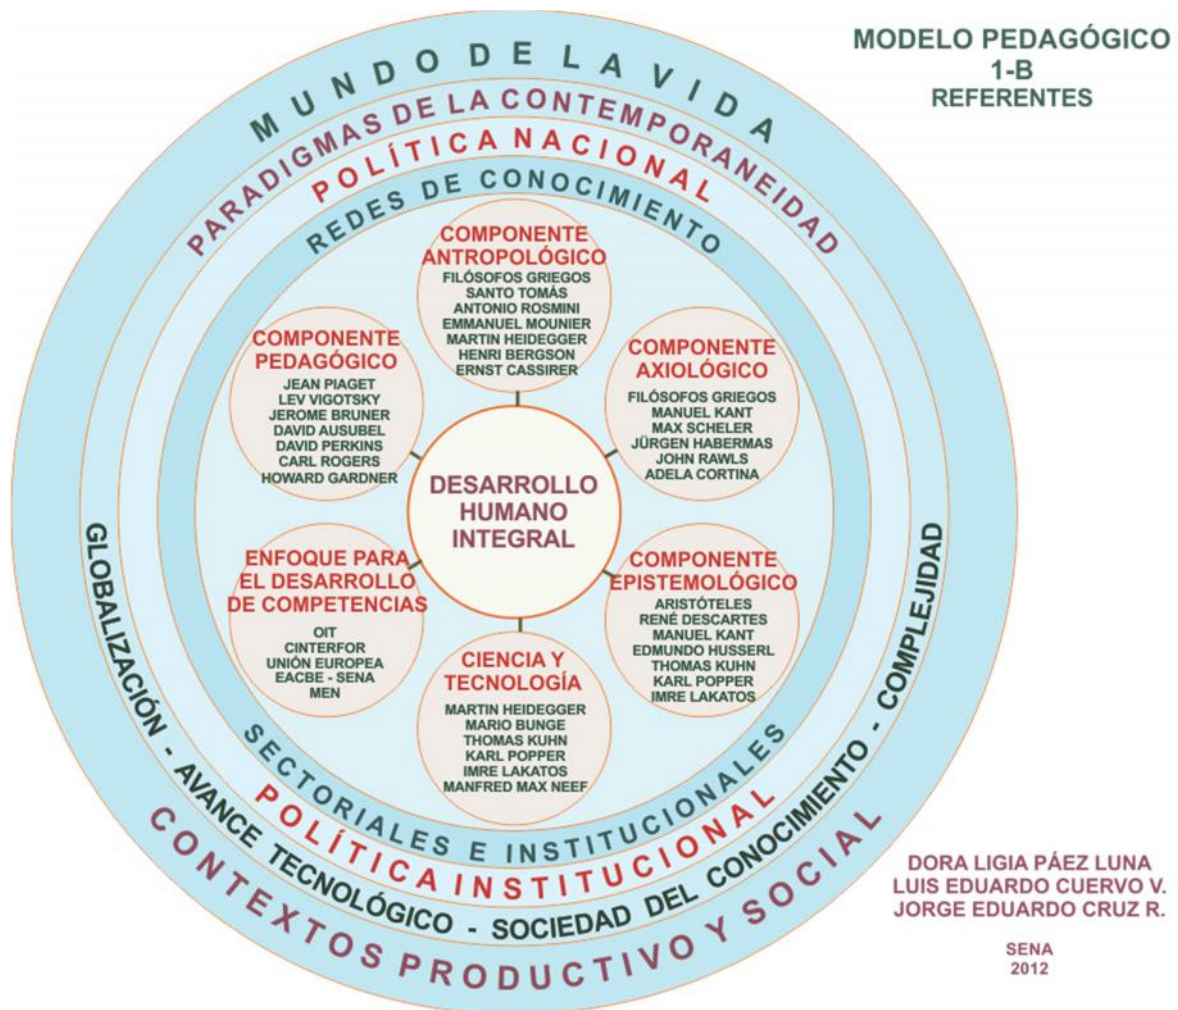 MODELO PEDAGÓGICO
1-B
REFERENTES
MUNDO DE LA VIDA
PARADIGMAS DE LA CONTEMPORANEIDAD
POLÍTICA NACIONAL
REDES DE CONOCIMIENTO
COMPONENTE
ANTROPOLÓGICO
FILÓSOFOS GRIEGOS
SANTO TOMÁS
ANTONIO ROSMINI
EMMANUEL MOUNIER
MARTIN HEIDEGGER
HENRI BERGSON
ERNST CASSIRER
COMPONENTE
PEDAGÓGICO
JEAN PIAGET
LEV VIGOTSKY
JEROME BRUNER
DAVID AUSUBEL
DAVID PERKINS
CARL ROGERS
HOWARD GARDNER
COMPONENTE
AXIOLÓGICO
FILÓSOFOS GRIEGOS
MANUEL KANT
MAX SCHELER
JÜRGEN HABERMAS
JOHN RAWLS
ADELA CORTINA
DESARROLLO
HUMANO
INTEGRAL
ENFOQUE PARA
EL DESARROLLO
DE COMPETENCIAS
OIT
CINTERFOR
UNIÓN EUROPEA
EACBE - SENA
MEN
COMPONENTE
EPISTEMOLÓGICO
ARISTÓTELES
RENÉ DESCARTES
MANUEL KANT
EDMUNDO HUSSERL
THOMAS KUHN
KARL POPPER
IMRE LAKATOS
CIENCIA Y
TECNOLOGÍA
MARTIN HEIDEGGER
MARIO BUNGE
THOMAS KUHN
KARL POPPER
IMRE LAKATOS
MANFRED MAX NEEF
SECTORIALES E INSTITUCIONALES
POLÍTICA INSTITUCIONAL
GLOBALIZACIÓN - AVANCE TECNOLÓGICO - SOCIEDAD DEL CONOCIMIENTO - COMPLEJIDAD
CONTEXTOS PRODUCTIVO Y SOCIAL
DORA LIGIA PÁEZ LUNA
LUIS EDUARDO CUERVO V.
JORGE EDUARDO CRUZ R.
SENA
2012